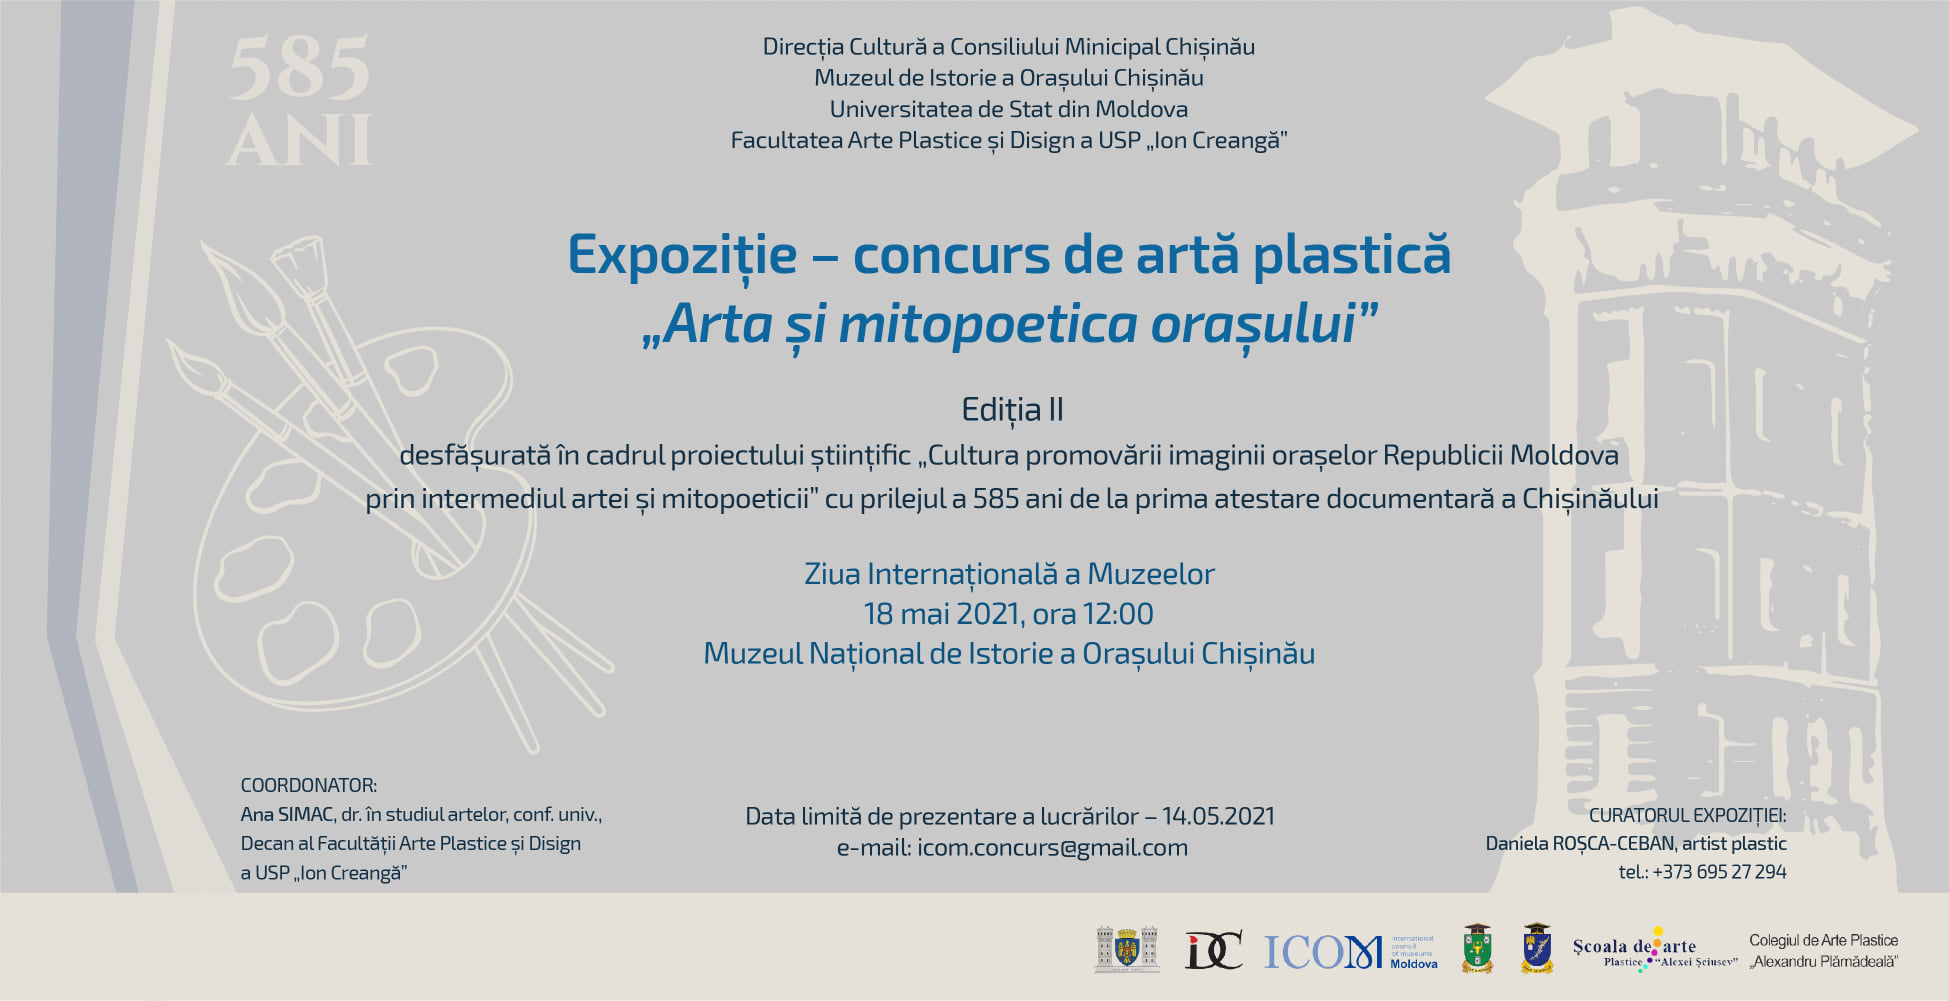 585
ANI
Direcția Cultură a Consiliului Minicipal Chișinău
Muzeul de Istorie a Orașului Chișinău
Universitatea de Stat din Moldova
Facultatea Arte Plastice și Disign a USP „Ion Creangă”
Expoziție – concurs de artă plastică
„Arta și mitopoetica orașului”
Ediția II
desfășurată în cadrul proiectului științific „Cultura promovării imaginii orașelor Republicii Moldova
prin intermediul artei și mitopoeticii” cu prilejul a 585 ani de la prima atestare documentară a Chișinăului
Ziua Internațională a Muzeelor
18 mai 2021, ora 12:00
Muzeul Național de Istorie a Orașului Chișinău
COORDONATOR:
Ana SIMAC, dr. în studiul artelor, conf. univ.,
Decan al Facultății Arte Plastice și Disign
a USP „Ion Creangă”
Data limită de prezentare a lucrărilor – 14.05.2021
e-mail: icom.concurs@gmail.com
CURATORUL EXPOZIȚIEI:
Daniela ROȘCA-CEBAN, artist plastic
tel.: +373 695 27 294
DC
ICOM
international
council
of museums
Moldova
Școala de arte
Plastice “Alexei Șciusev”
Colegiul de Arte Plastice
„Alexandru Plămădeală”